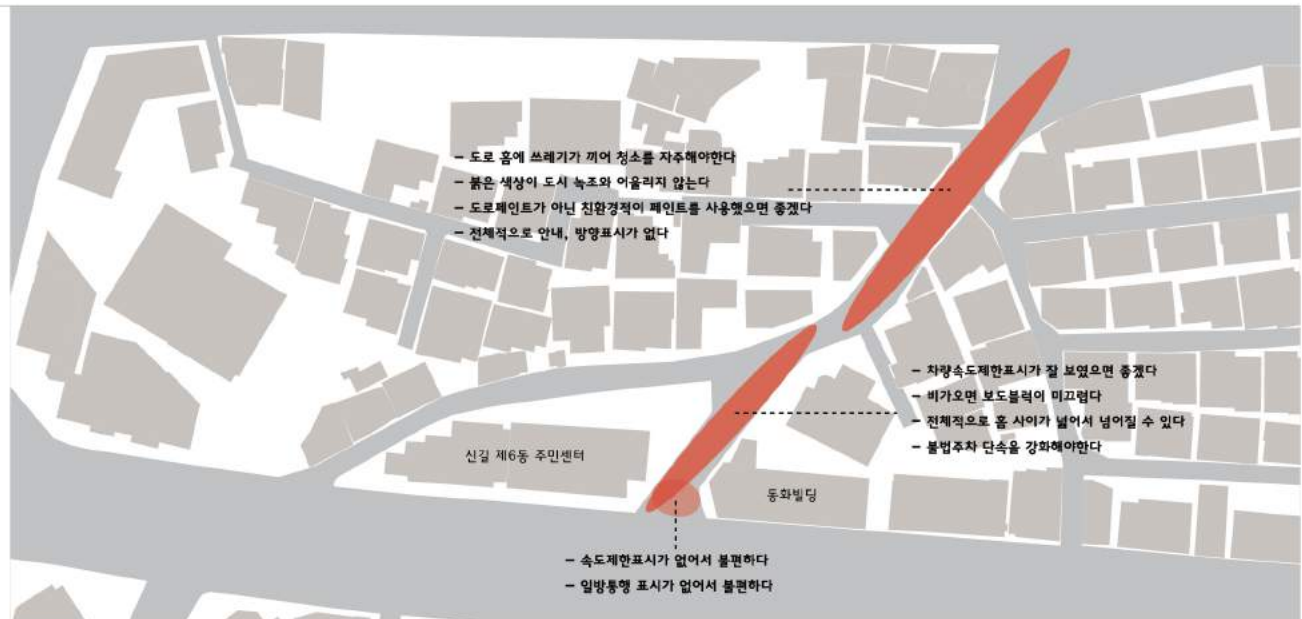 - 도로 홈에 쓰레기가 끼어 청소를 자주해야한다
- 붉은 색상이 도시 녹조와 어울리지 않는다
- 도로페인트가 아닌 친환경적이 페인트를 사용했으면 좋겠다
- 전체적으로 안내, 방향표시가 없다
- 차량속도제한표시가 잘 보였으면 좋겠다
- 비가오면 보도블럭이 미끄럽다
- 전체적으로 홈 사이가 넓어서 넘어질 수 있다
- 불법주차 단속을 강화해야한다
신길 제6동 주민센터
동화빌딩
- 속도제한표시가 없어서 불편하다
- 일방통행 표시가 없어서 불편하다